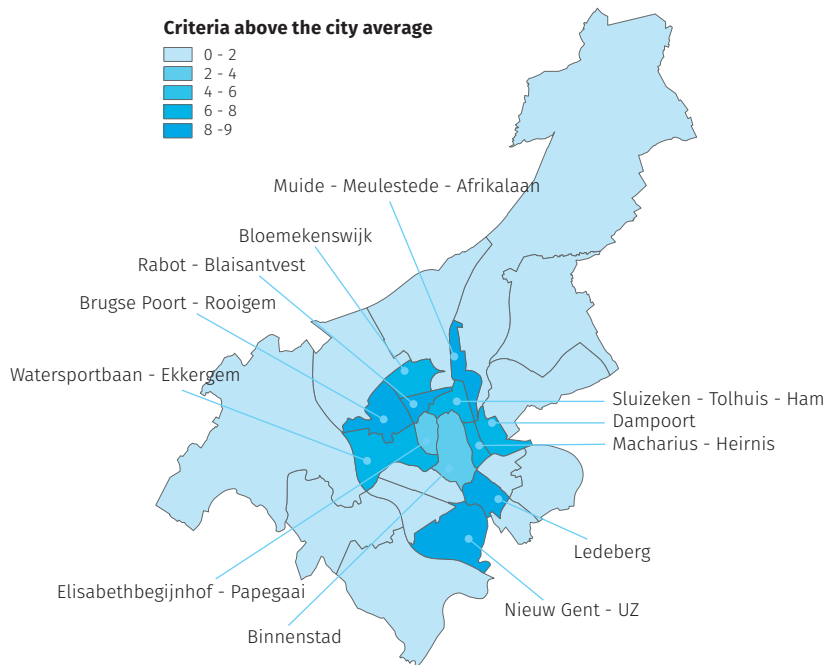 Criteria above the city average
0 - 2
2 - 4
4 - 6
6 - 8
8 -9
Muide - Meulestede - Afrikalaan
Bloemekenswijk
Rabot - Blaisantvest
Brugse Poort - Rooigem
Watersportbaan - Ekkergem
Sluizeken - Tolhuis - Ham
Dampoort
Macharius - Heirnis
Ledeberg
Elisabethbegijnhof - Papegaai
Nieuw Gent - UZ
Binnenstad